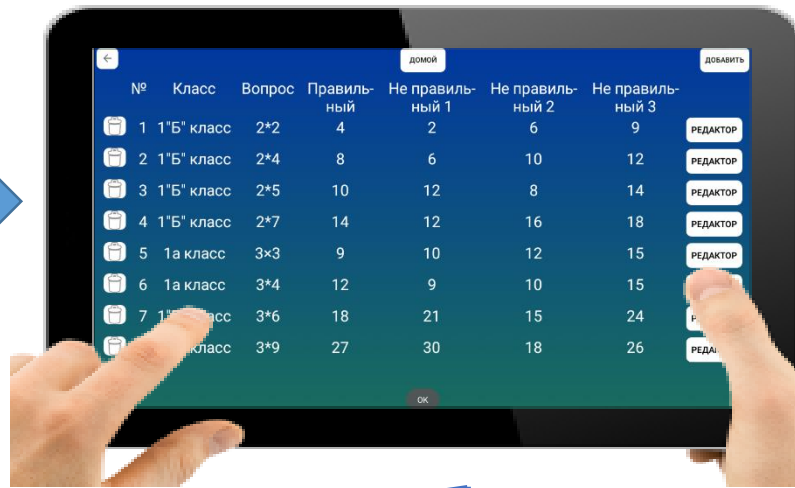 ← ДОМОЙ ДОБАВИТЬ
№ Класс Вопрос Правиль- Не правиль- Не правиль- Не правиль-
ный ный 1 ный 2 ный 3
1 1"Б" класс 2*2 4 2 6 9 РЕДАКТОР
2 1"Б" класс 2*4 8 6 10 12 РЕДАКТОР
3 1"Б" класс 2*5 10 12 8 14 РЕДАКТОР
4 1"Б" класс 2*7 14 12 16 18 РЕДАКТОР
5 1а класс 3×3 9 10 12 15 РЕДАКТОР
6 1а класс 3*4 12 9 10 15
7 3*6 18 21 15 24
класс 3*9 27 30 18 26
ОК